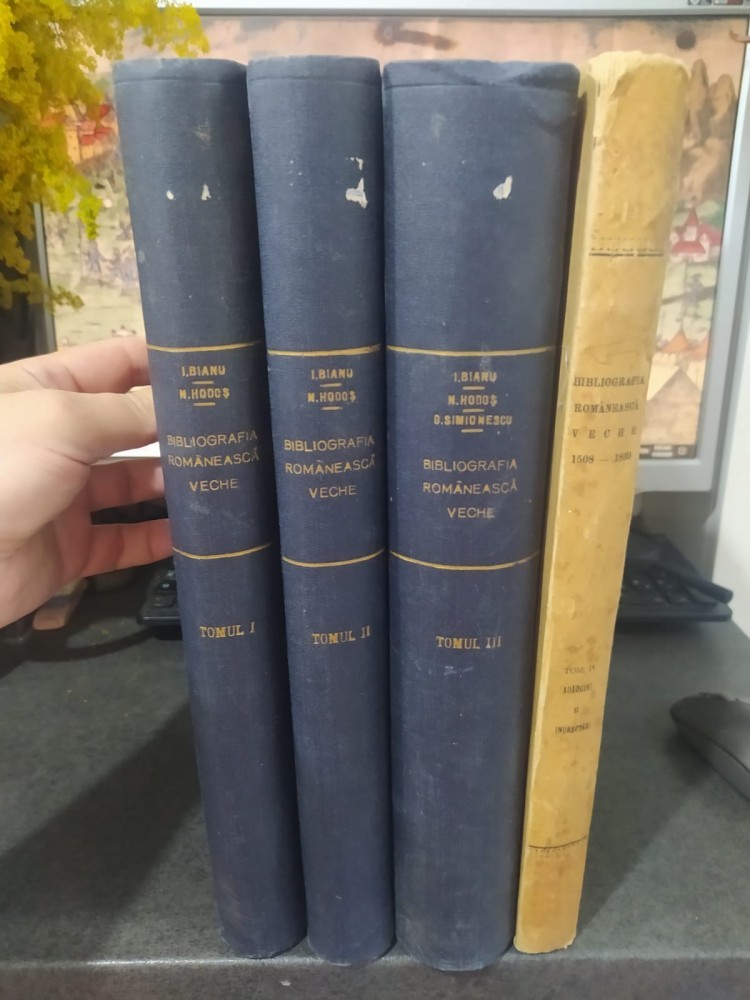 I.BIANU
N.HODOȘ
BIBLIOGRAFIA
ROMÂNEASCĂ
VECHE
TOMUL I
I.BIANU
N.HODOȘ
BIBLIOGRAFIA
ROMÂNEASCĂ
VECHE
TOMUL II
I.BIANU
N.HODOȘ
D.SIMIONESCU
BIBLIOGRAFIA
ROMÂNEASCĂ
VECHE
TOMUL III
BIBLIOGRAFIA
ROMÂNEASCĂ
VECHE
1508 — 1830